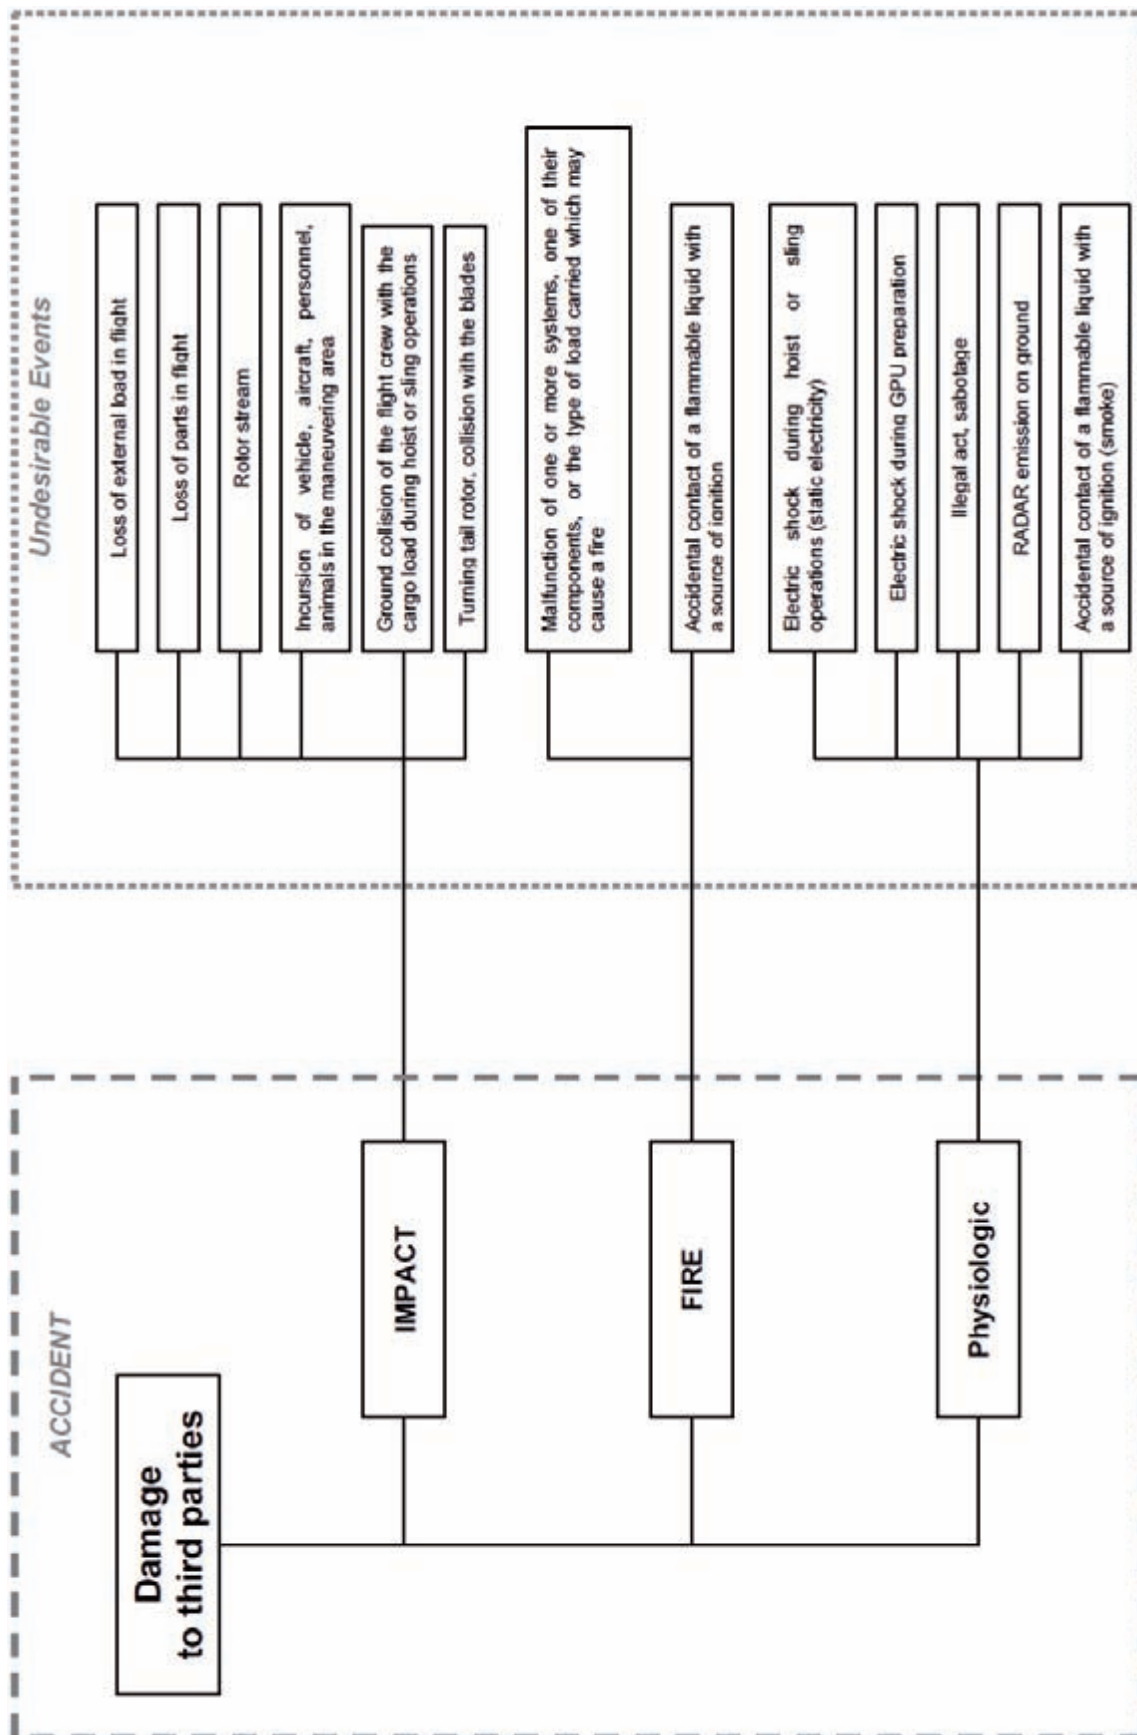 ACCIDENT
Damage
to third parties
IMPACT
FIRE
Physiologic
Undesirable Events
Loss of external load in flight
Loss of parts in flight
Rotor stream
Incursion of vehicle, aircraft, personnel,
animals in the maneuvering area
Ground collision of the flight crew with the
cargo load during hoist or sling operations
Turning tail rotor, collision with the blades
Malfunction of one or more systems, one of their
components, or the type of load carried which may
cause a fire
Accidental contact of a flammable liquid with
a source of ignition
Electric shock during hoist or sling
operations (static electricity)
Electric shock during GPU preparation
Illegal act, sabotage
RADAR emission on ground
Accidental contact of a flammable liquid with
a source of ignition (smoke)